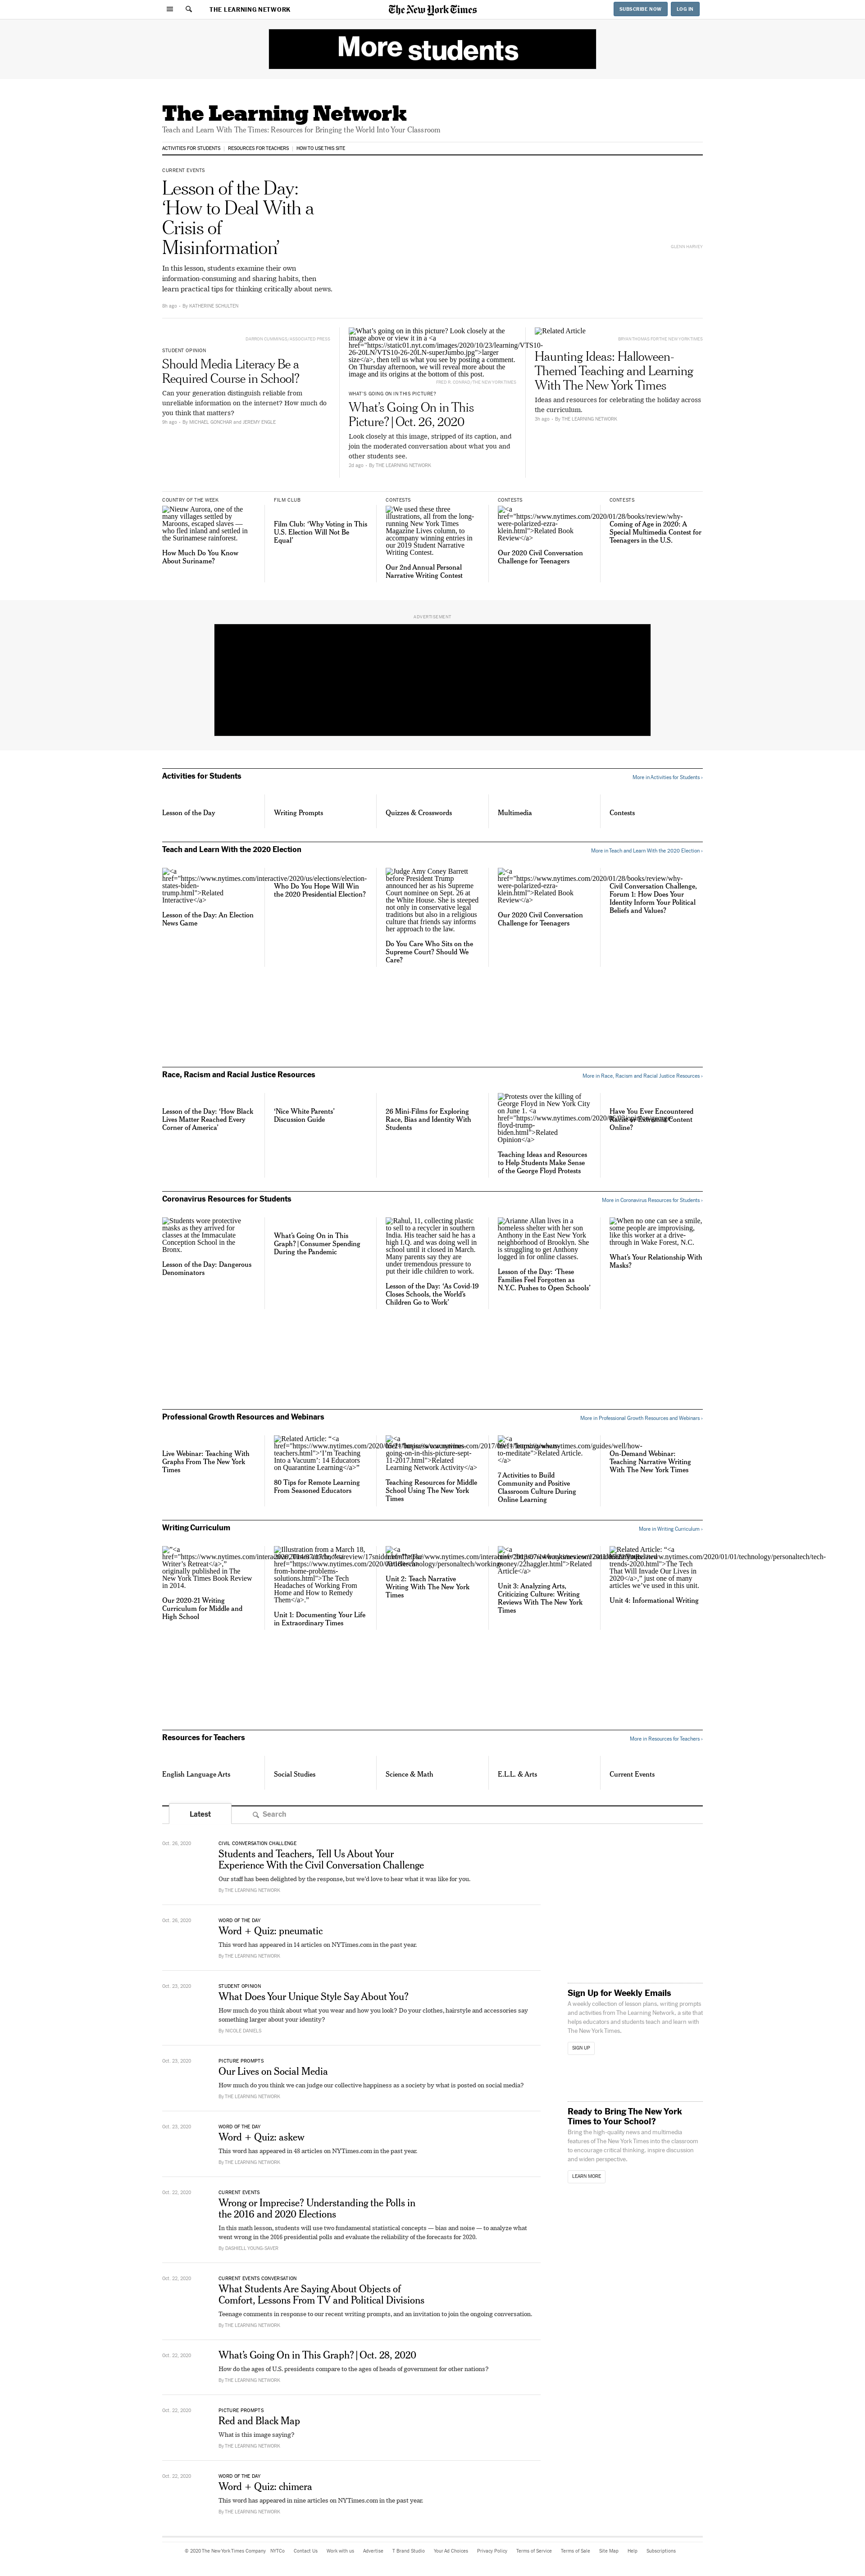 THE LEARNING NETWORK
The New York Times
SUBSCRIBE NOW
LOG IN
More students
The Learning Network
Teach and Learn With The Times: Resources for Bringing the World Into Your Classroom
ACTIVITIES FOR STUDENTS
RESOURCES FOR TEACHERS
HOW TO USE THIS SITE
CURRENT EVENTS
Lesson of the Day:
‘How to Deal With a
Crisis of
Misinformation’
GLENN HARVEY
In this lesson, students examine their own
information-consuming and sharing habits, then
learn practical tips for thinking critically about news.
8h ago – By KATHERINE SCHULTEN
DARRON CUMMINGS/ASSOCIATED PRESS
STUDENT OPINION
Should Media Literacy Be a
Required Course in School?
Can your generation distinguish reliable from
unreliable information on the internet? How much do
you think that matters?
9h ago – By MICHAEL GONCHAR and JEREMY ENGLE
What’s going on in this picture? Look closely at the
image above or view it in a <a
href="https://static01.nyt.com/images/2020/10/23/learning/VTS10-
26-20LN/VTS10-26-20LN-superJumbo.jpg">larger
size</a>, then tell us what you see by posting a comment.
On Thursday afternoon, we will reveal more about the
image and its origins at the bottom of this post.
FRED R. CONRAD/THE NEW YORK TIMES
WHAT'S GOING ON IN THIS PICTURE?
What’s Going On in This
Picture? | Oct. 26, 2020
Look closely at this image, stripped of its caption, and
join the moderated conversation about what you and
other students see.
2d ago – By THE LEARNING NETWORK
Related Article
BRYAN THOMAS FOR THE NEW YORK TIMES
Haunting Ideas: Halloween-
Themed Teaching and Learning
With The New York Times
Ideas and resources for celebrating the holiday across
the curriculum.
3h ago – By THE LEARNING NETWORK
COUNTRY OF THE WEEK
Nieuw Aurora, one of the
many villages settled by
Maroons, escaped slaves —
who fled inland and settled in
the Surinamese rainforest.
How Much Do You Know
About Suriname?
FILM CLUB
Film Club: ‘Why Voting in This
U.S. Election Will Not Be
Equal’
CONTESTS
We used these three
illustrations, all from the long-
running New York Times
Magazine Lives column, to
accompany winning entries in
our 2019 Student Narrative
Writing Contest.
Our 2nd Annual Personal
Narrative Writing Contest
CONTESTS
<a
href="https://www.nytimes.com/2020/01/28/books/review/why-
were-polarized-ezra-
klein.html">Related Book
Review</a>
Our 2020 Civil Conversation
Challenge for Teenagers
CONTESTS
Coming of Age in 2020: A
Special Multimedia Contest for
Teenagers in the U.S.
ADVERTISEMENT
Activities for Students
More in Activities for Students ›
Lesson of the Day
Writing Prompts
Quizzes & Crosswords
Multimedia
Contests
Teach and Learn With the 2020 Election
More in Teach and Learn With the 2020 Election ›
<a
href="https://www.nytimes.com/interactive/2020/us/elections/election-
states-biden-
trump.html">Related
Interactive</a>
Lesson of the Day: An Election
News Game
Who Do You Hope Will Win
the 2020 Presidential Election?
Judge Amy Coney Barrett
before President Trump
announced her as his Supreme
Court nominee on Sept. 26 at
the White House. She is steeped
not only in conservative legal
traditions but also in a religious
culture that friends say informs
her approach to the law.
Do You Care Who Sits on the
Supreme Court? Should We
Care?
<a
href="https://www.nytimes.com/2020/01/28/books/review/why-
were-polarized-ezra-
klein.html">Related Book
Review</a>
Our 2020 Civil Conversation
Challenge for Teenagers
Civil Conversation Challenge,
Forum 1: How Does Your
Identity Inform Your Political
Beliefs and Values?
Race, Racism and Racial Justice Resources
More in Race, Racism and Racial Justice Resources ›
Lesson of the Day: ‘How Black
Lives Matter Reached Every
Corner of America’
‘Nice White Parents’
Discussion Guide
26 Mini-Films for Exploring
Race, Bias and Identity With
Students
Protests over the killing of
George Floyd in New York City
on June 1. <a
floyd-trump-
biden.html">Related
Opinion</a>
Teaching Ideas and Resources
to Help Students Make Sense
of the George Floyd Protests
Have You Ever Encountered
Racist or Extremist Content
Online?
Coronavirus Resources for Students
More in Coronavirus Resources for Students ›
Students wore protective
masks as they arrived for
classes at the Immaculate
Conception School in the
Bronx.
Lesson of the Day: Dangerous
Denominators
What’s Going On in This
Graph? | Consumer Spending
During the Pandemic
Rahul, 11, collecting plastic
to sell to a recycler in southern
India. His teacher said he has a
high I.Q. and was doing well in
school until it closed in March.
Many parents say they are
under tremendous pressure to
put their idle children to work.
Lesson of the Day: ‘As Covid-19
Closes Schools, the World’s
Children Go to Work’
Arianne Allan lives in a
homeless shelter with her son
Anthony in the East New York
neighborhood of Brooklyn. She
is struggling to get Anthony
logged in for online classes.
Lesson of the Day: ‘These
Families Feel Forgotten as
N.Y.C. Pushes to Open Schools’
When no one can see a smile,
some people are improvising,
like this worker at a drive-
through in Wake Forest, N.C.
What’s Your Relationship With
Masks?
Professional Growth Resources and Webinars
More in Professional Growth Resources and Webinars ›
Live Webinar: Teaching With
Graphs From The New York
Times
Related Article: “<a
teachers.html">‘I’m Teaching
Into a Vacuum’: 14 Educators
on Quarantine Learning</a>”
80 Tips for Remote Learning
From Seasoned Educators
<a
going-on-in-this-picture-sept-
11-2017.html">Related
Learning Network Activity</a>
Teaching Resources for Middle
School Using The New York
Times
<a
to-meditate">Related Article.
</a>
7 Activities to Build
Community and Positive
Classroom Culture During
Online Learning
On-Demand Webinar:
Teaching Narrative Writing
With The New York Times
Writing Curriculum
More in Writing Curriculum ›
“<a
Writer’s Retreat</a>,”
originally published in The
New York Times Book Review
in 2014.
Our 2020-21 Writing
Curriculum for Middle and
High School
Illustration from a March 18,
from-home-problems-
solutions.html">The Tech
Headaches of Working From
Home and How to Remedy
Them</a>.”
Unit 1: Documenting Your Life
in Extraordinary Times
<a
Unit 2: Teach Narrative
Writing With The New York
Times
<a
money/22haggler.html">Related
Article</a>
Unit 3: Analyzing Arts,
Criticizing Culture: Writing
Reviews With The New York
Times
Related Article: “<a
trends-2020.html">The Tech
That Will Invade Our Lives in
2020</a>,” just one of many
articles we’ve used in this unit.
Unit 4: Informational Writing
Resources for Teachers
More in Resources for Teachers ›
English Language Arts
Social Studies
Science & Math
E.L.L. & Arts
Current Events
Latest
Search
Oct. 26, 2020
CIVIL CONVERSATION CHALLENGE
Students and Teachers, Tell Us About Your
Experience With the Civil Conversation Challenge
Our staff has been delighted by the response, but we’d love to hear what it was like for you.
By THE LEARNING NETWORK
Oct. 26, 2020
WORD OF THE DAY
Word + Quiz: pneumatic
This word has appeared in 14 articles on NYTimes.com in the past year.
By THE LEARNING NETWORK
Oct. 23, 2020
STUDENT OPINION
What Does Your Unique Style Say About You?
How much do you think about what you wear and how you look? Do your clothes, hairstyle and accessories say
something larger about your identity?
By NICOLE DANIELS
Oct. 23, 2020
PICTURE PROMPTS
Our Lives on Social Media
How much do you think we can judge our collective happiness as a society by what is posted on social media?
By THE LEARNING NETWORK
Oct. 23, 2020
WORD OF THE DAY
Word + Quiz: askew
This word has appeared in 48 articles on NYTimes.com in the past year.
By THE LEARNING NETWORK
Oct. 22, 2020
CURRENT EVENTS
Wrong or Imprecise? Understanding the Polls in
the 2016 and 2020 Elections
In this math lesson, students will use two fundamental statistical concepts — bias and noise — to analyze what
went wrong in the 2016 presidential polls and evaluate the reliability of the forecasts for 2020.
By DASHIELL YOUNG-SAVER
Oct. 22, 2020
CURRENT EVENTS CONVERSATION
What Students Are Saying About Objects of
Comfort, Lessons From TV and Political Divisions
Teenage comments in response to our recent writing prompts, and an invitation to join the ongoing conversation.
By THE LEARNING NETWORK
Oct. 22, 2020
What’s Going On in This Graph? | Oct. 28, 2020
How do the ages of U.S. presidents compare to the ages of heads of government for other nations?
By THE LEARNING NETWORK
Oct. 22, 2020
PICTURE PROMPTS
Red and Black Map
What is this image saying?
By THE LEARNING NETWORK
Oct. 22, 2020
WORD OF THE DAY
Word + Quiz: chimera
This word has appeared in nine articles on NYTimes.com in the past year.
By THE LEARNING NETWORK
Sign Up for Weekly Emails
A weekly collection of lesson plans, writing prompts
and activities from The Learning Network, a site that
helps educators and students teach and learn with
The New York Times.
SIGN UP
Ready to Bring The New York
Times to Your School?
Bring the high-quality news and multimedia
features of The New York Times into the classroom
to encourage critical thinking, inspire discussion
and widen perspective.
LEARN MORE
© 2020 The New York Times Company
NYTCo
Contact Us
Work with us
Advertise
T Brand Studio
Your Ad Choices
Privacy Policy
Terms of Service
Terms of Sale
Site Map
Help
Subscriptions